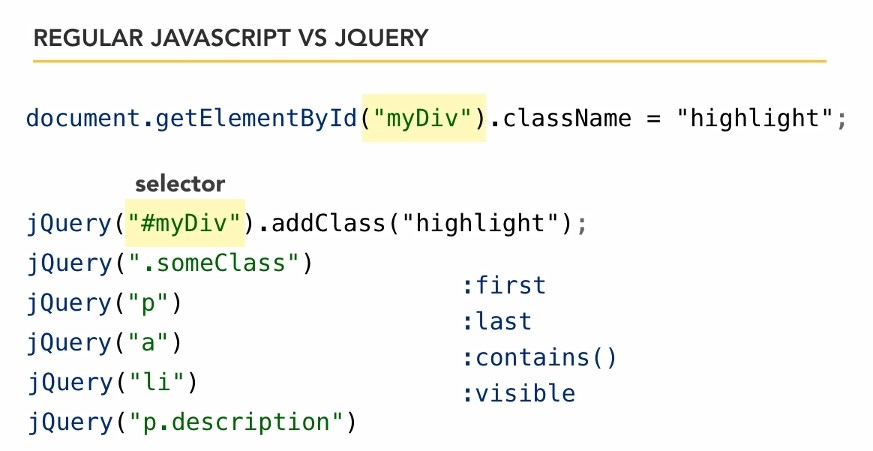 REGULAR JAVASCRIPT VS JQUERY
document.getElementById("myDiv").className = "highlight";
selector
jQuery("#myDiv").addClass("highlight");
jQuery(".someClass")
jQuery("p")
jQuery("a")
jQuery("li")
jQuery("p.description")
:first
:last
:contains()
:visible